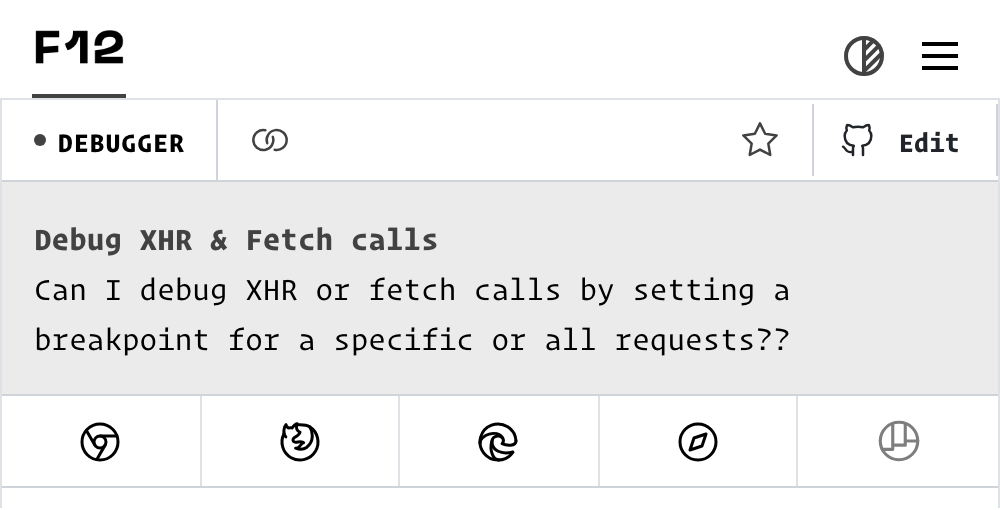 F12
DEBUGGER
Edit
Debug XHR & Fetch calls
Can I debug XHR or fetch calls by setting a
breakpoint for a specific or all requests??